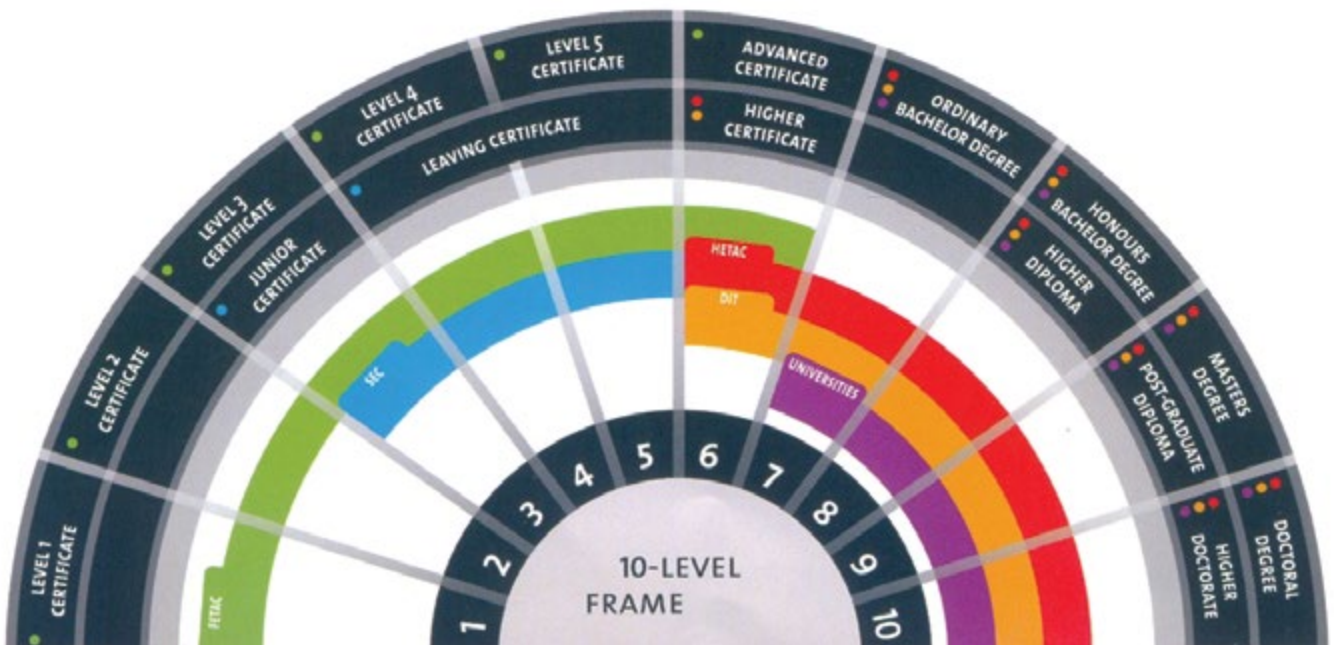 LEVEL 1
CERTIFICATE
LEVEL 2
CERTIFICATE
LEVEL 3
CERTIFICATE
JUNIOR
CERTIFICATE
LEVEL 4
CERTIFICATE
LEVEL 5
CERTIFICATE
LEAVING CERTIFICATE
ADVANCED
CERTIFICATE
HIGHER
CERTIFICATE
ORDINARY
BACHELOR DEGREE
HONOURS
BACHELOR DEGREE
HIGHER
DIPLOMA
MASTERS
DEGREE
POST-GRADUATE
DIPLOMA
DOCTORAL
DEGREE
HIGHER
DOCTORATE
FETAC
SEC
HETAC
DIT
UNIVERSITIES
1
2
3
4
5
6
7
8
9
10
10-LEVEL
FRAME